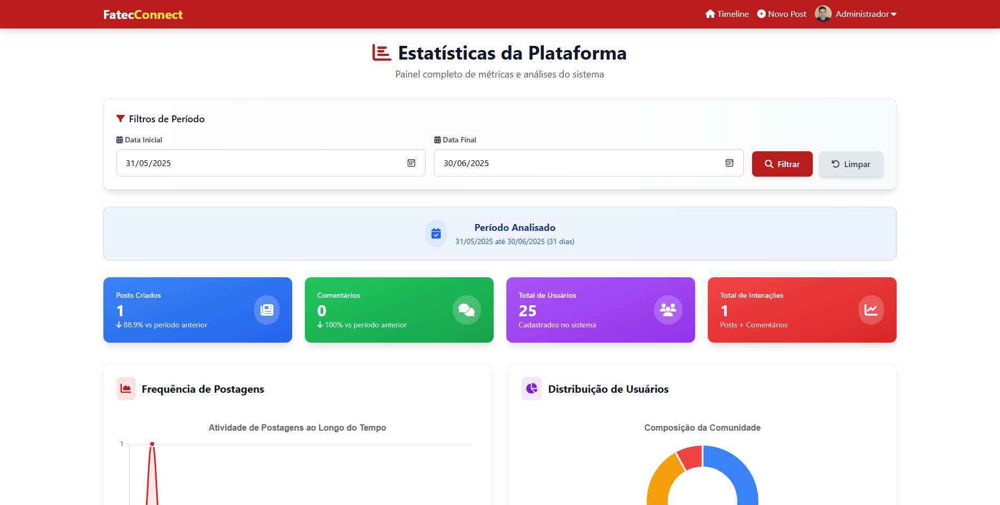 FatecConnect
Timeline
Novo Post
Administrador
Estatísticas da Plataforma
Painel completo de métricas e análises do sistema
Filtros de Período
Data Inicial
Data Final
31/05/2025
30/06/2025
Filtrar
Limpar
Período Analisado
31/05/2025 até 30/06/2025 (31 dias)
Posts Criados
1
88.9% vs período anterior
Comentários
0
100% vs período anterior
Total de Usuários
25
Cadastrados no sistema
Total de Interações
1
Posts + Comentários
Frequência de Postagens
Atividade de Postagens ao Longo do Tempo
1
Distribuição de Usuários
Composição da Comunidade